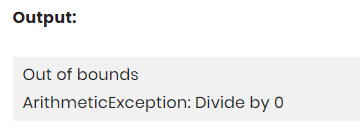 Output:
Out of bounds
ArithmeticException: Divide by 0